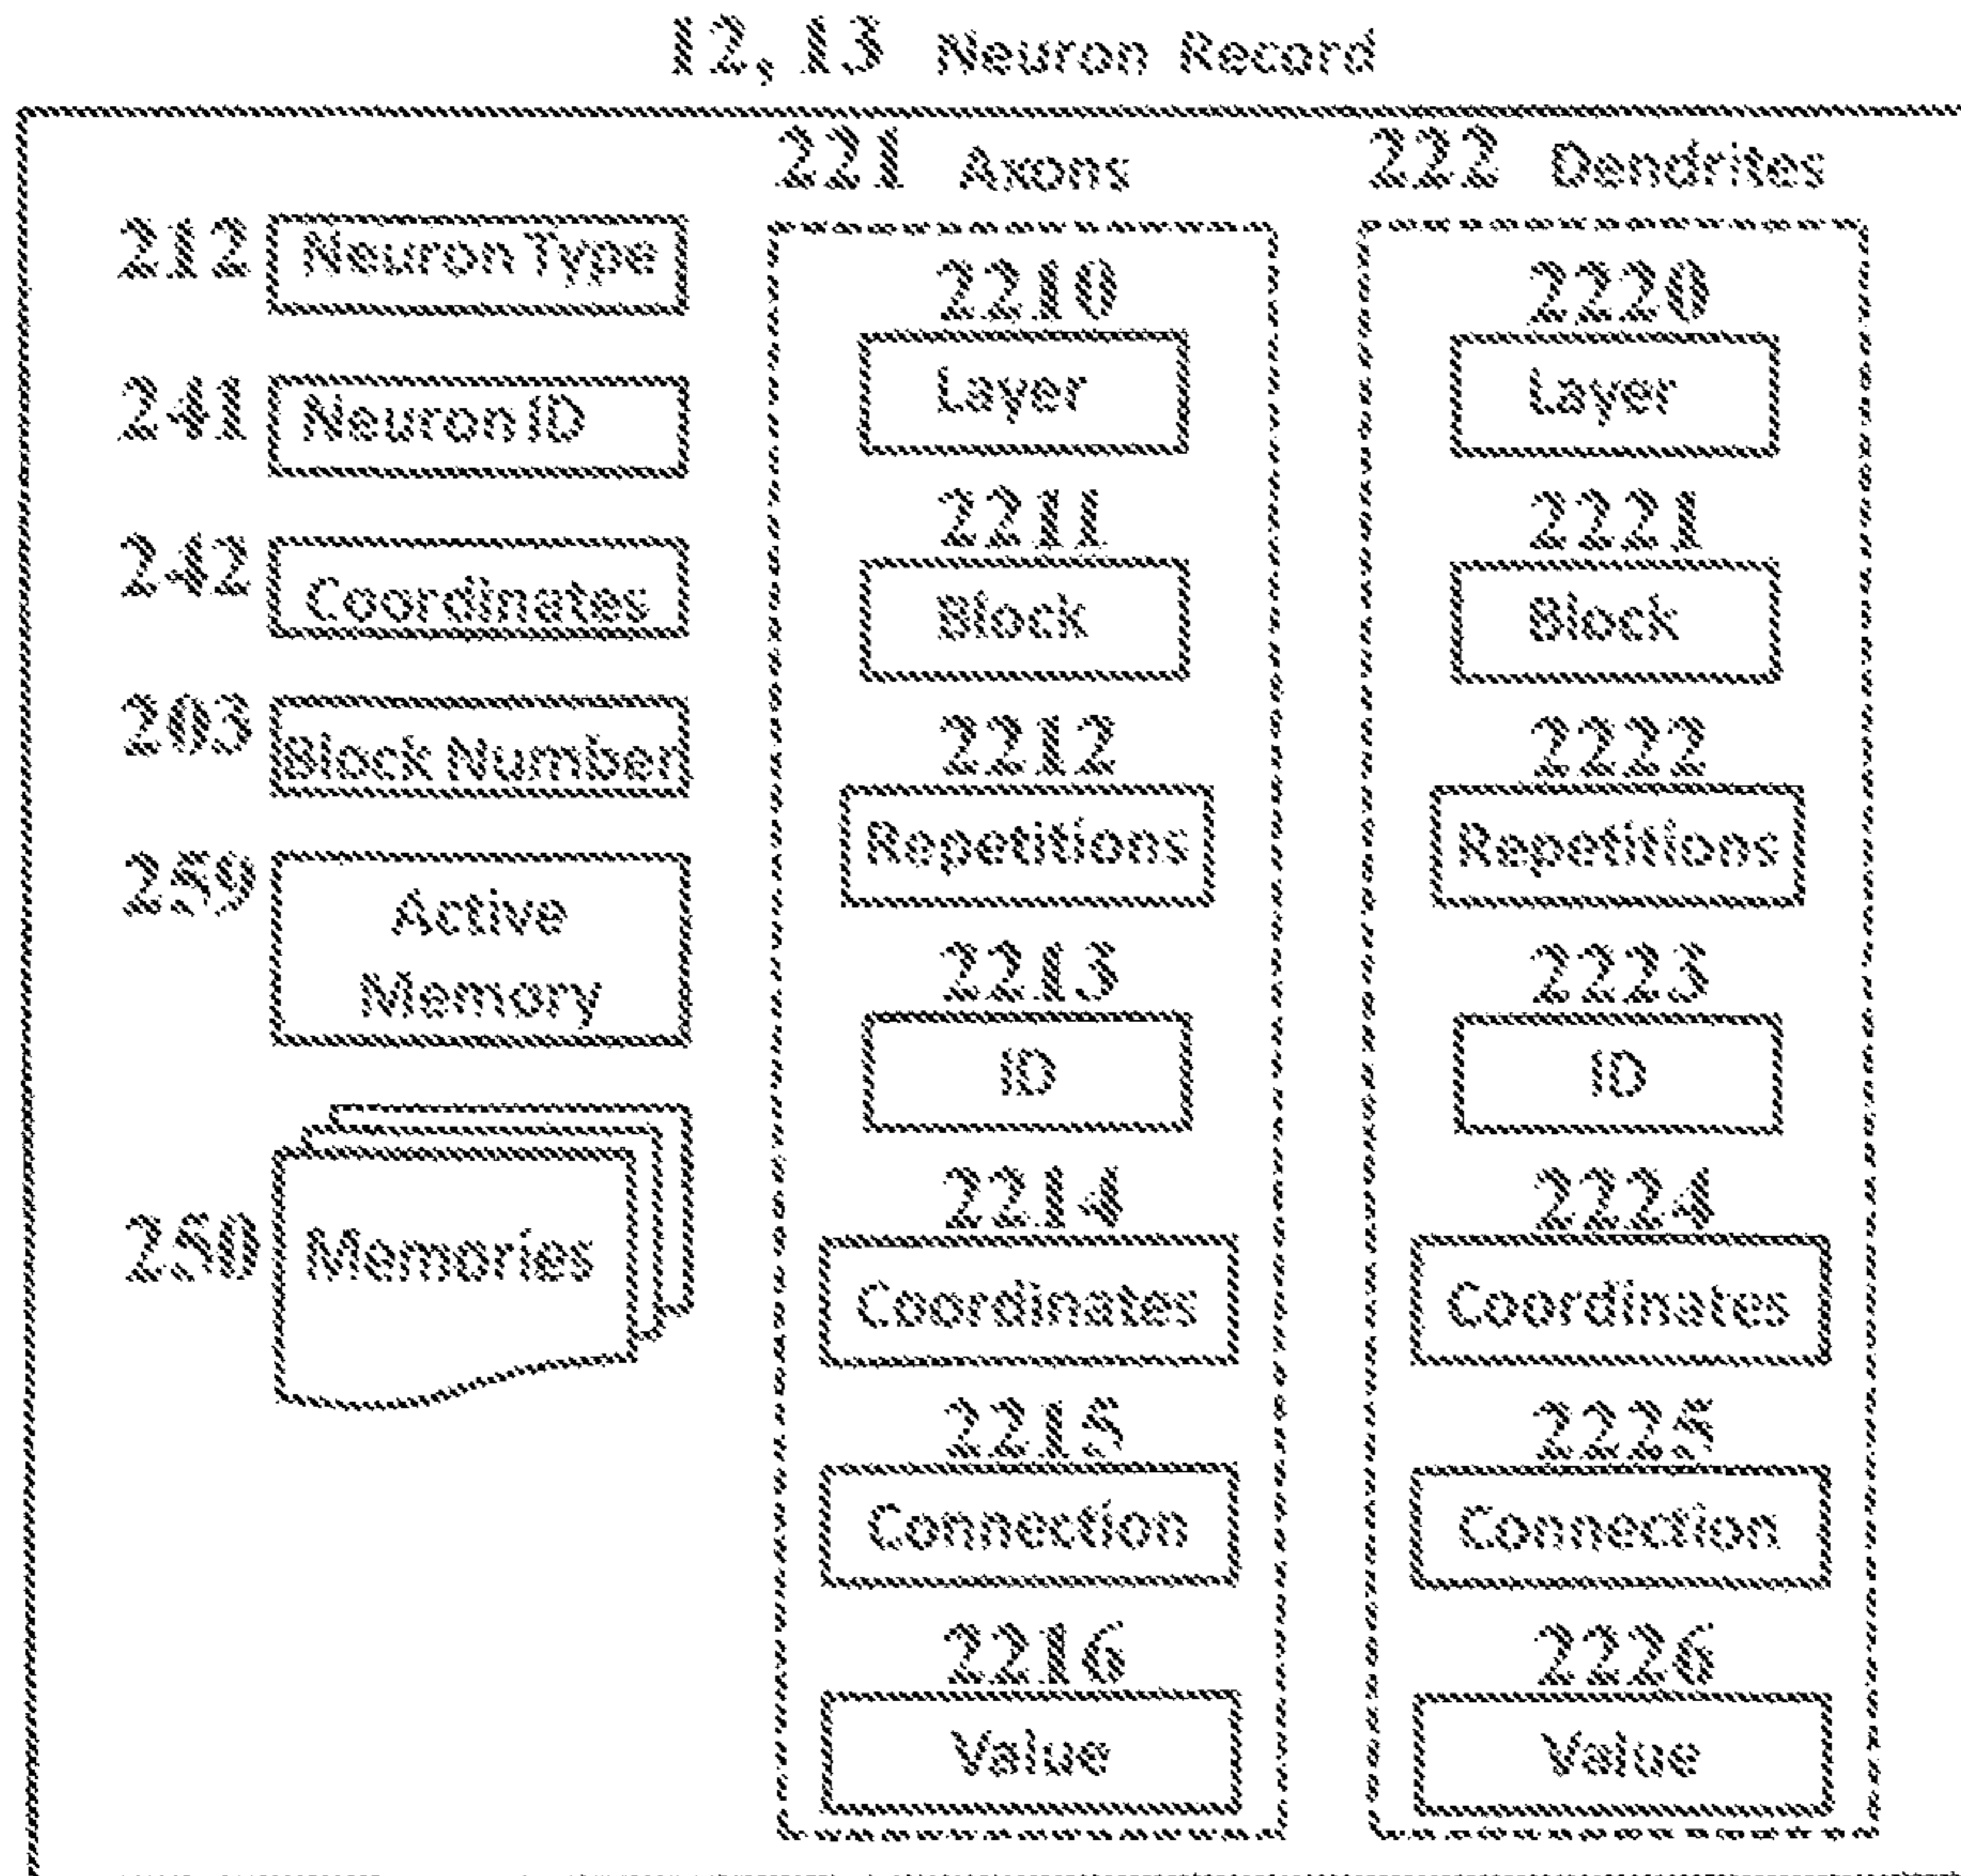 12, 13 Neuron Record
221 Axons
222 Dendrites
212 Neuron Type
241 Neuron ID
242 Coordinates
203 Block Number
259 Active
Memory
250 Memories
2210
Layer
2211
Block
2212
Repetitions
2213
ID
2214
Coordinates
2215
Connection
2216
Value
2220
Layer
2221
Block
2222
Repetitions
2223
ID
2224
Coordinates
2225
Connection
2226
Value